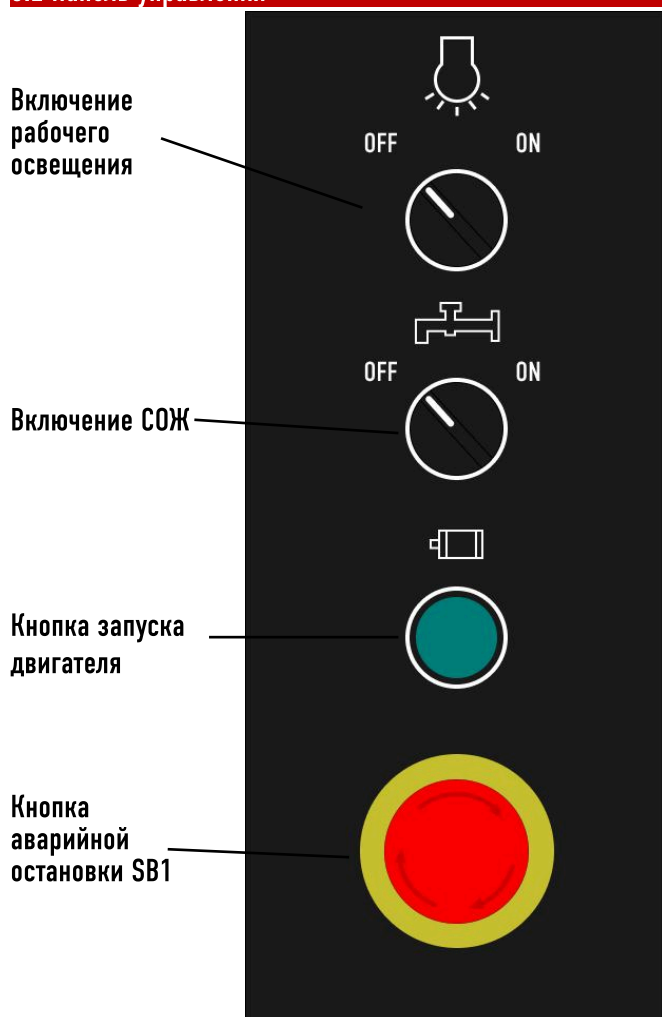 Включение
рабочего
освещения
OFF ON
OFF ON
Включение СОЖ
Кнопка запуска
двигателя
Кнопка
аварийной
остановки SB1